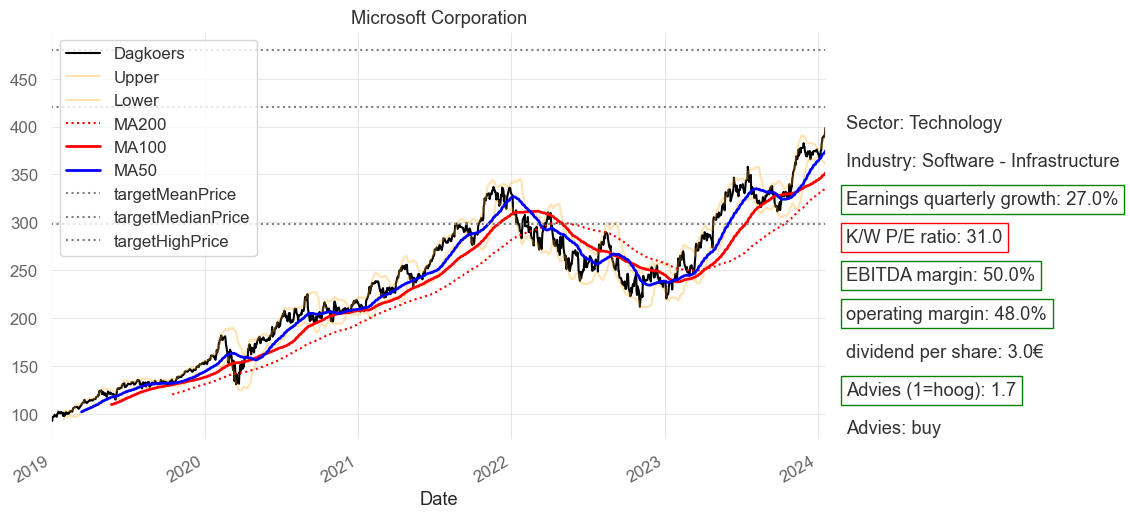 Microsoft Corporation
Dagkoers
Upper
Lower
MA200
MA100
MA50
targetMeanPrice
targetMedianPrice
targetHighPrice
450
400
350
300
250
200
150
100
2019
2020
2021
2022
2023
2024
Date
Sector: Technology
Industry: Software - Infrastructure
Earnings quarterly growth: 27.0%
K/W P/E ratio: 31.0
EBITDA margin: 50.0%
operating margin: 48.0%
dividend per share: 3.0€
Advies (1=hoog): 1.7
Advies: buy